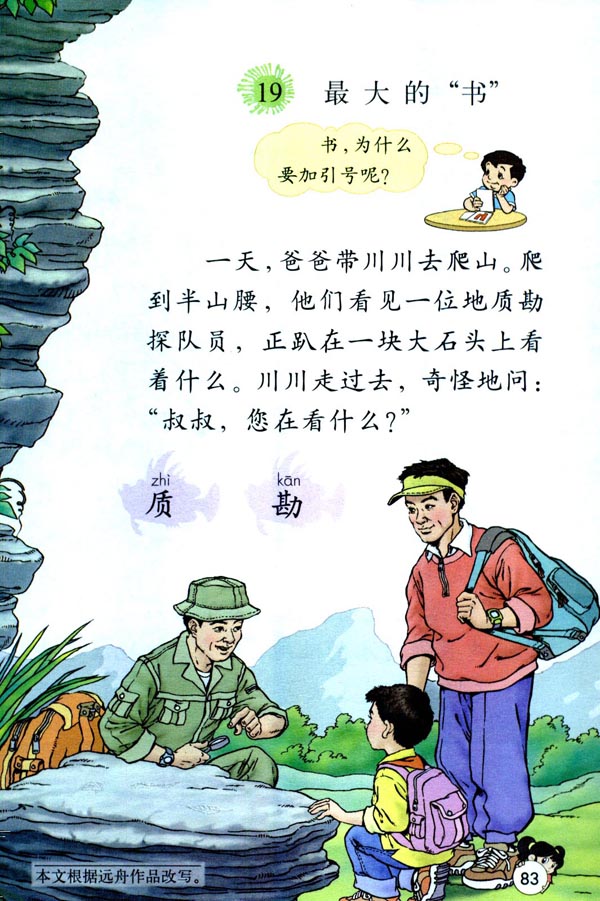 19 最大的“书”
书，为什么
要加引号呢？
一天，爸爸带川川去爬山。爬
到半山腰，他们看见一位地质勘
探队员，正趴在一块大石头上看
着什么。川川走过去，奇怪地问：
“叔叔，您在看什么？”
zhì kān
质 勘
本文根据远舟作品改写。
83